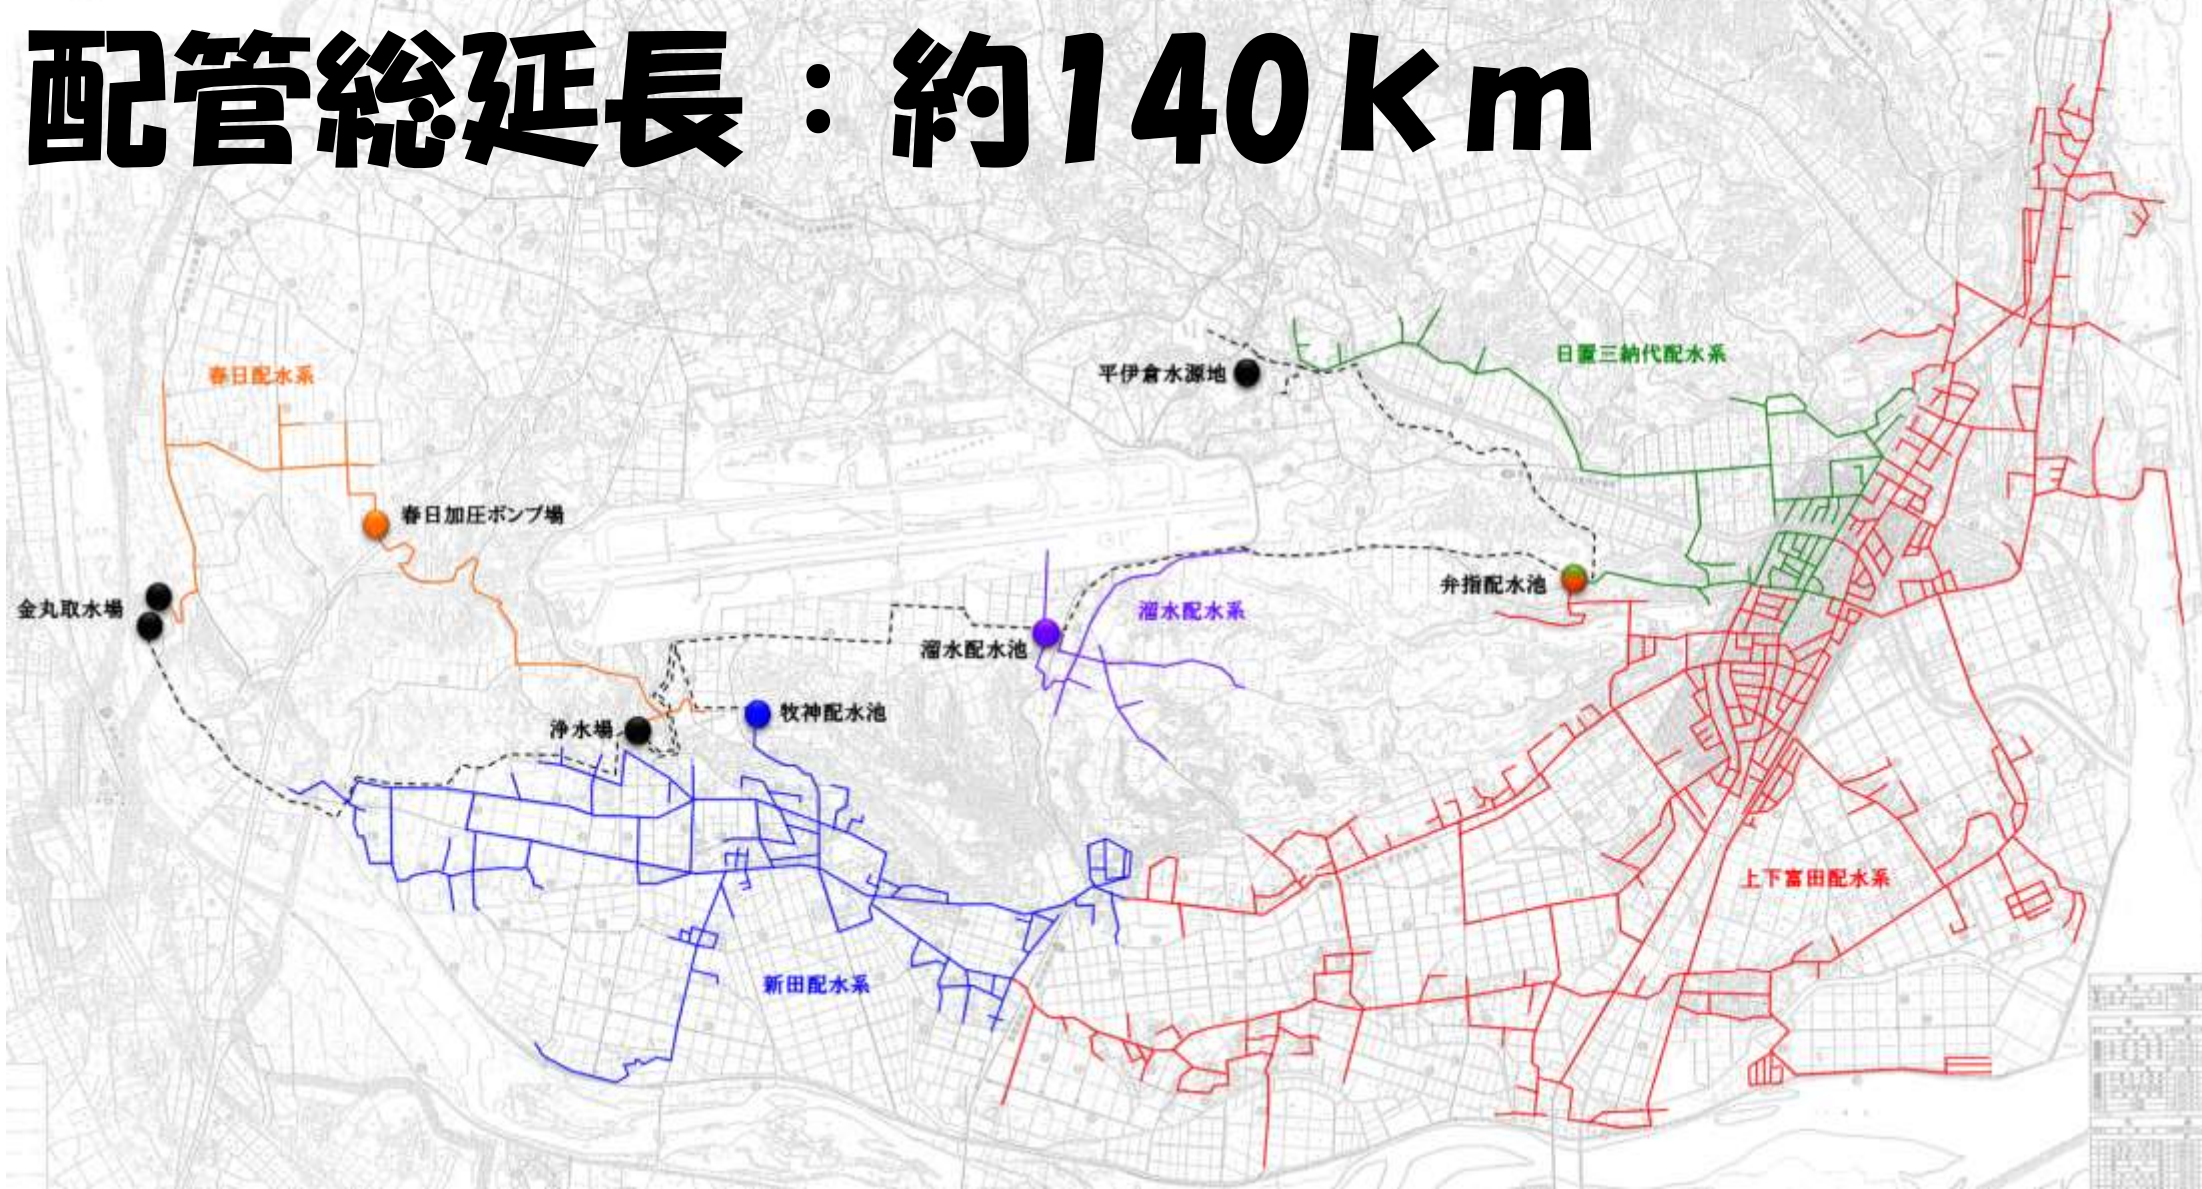 配管総延長：約140km
日置三納代配水系
平伊倉水源地
春日配水系
春日加圧ポンプ場
弁指配水池
金丸取水場
溜水配水系
溜水配水池
牧神配水池
浄水場
上下富田配水系
新田配水系